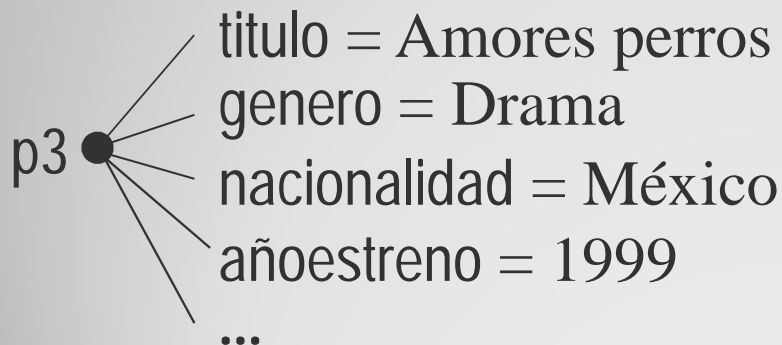 titulo = Amores perros
genero = Drama
p3
nacionalidad = México
añoestreno = 1999
...